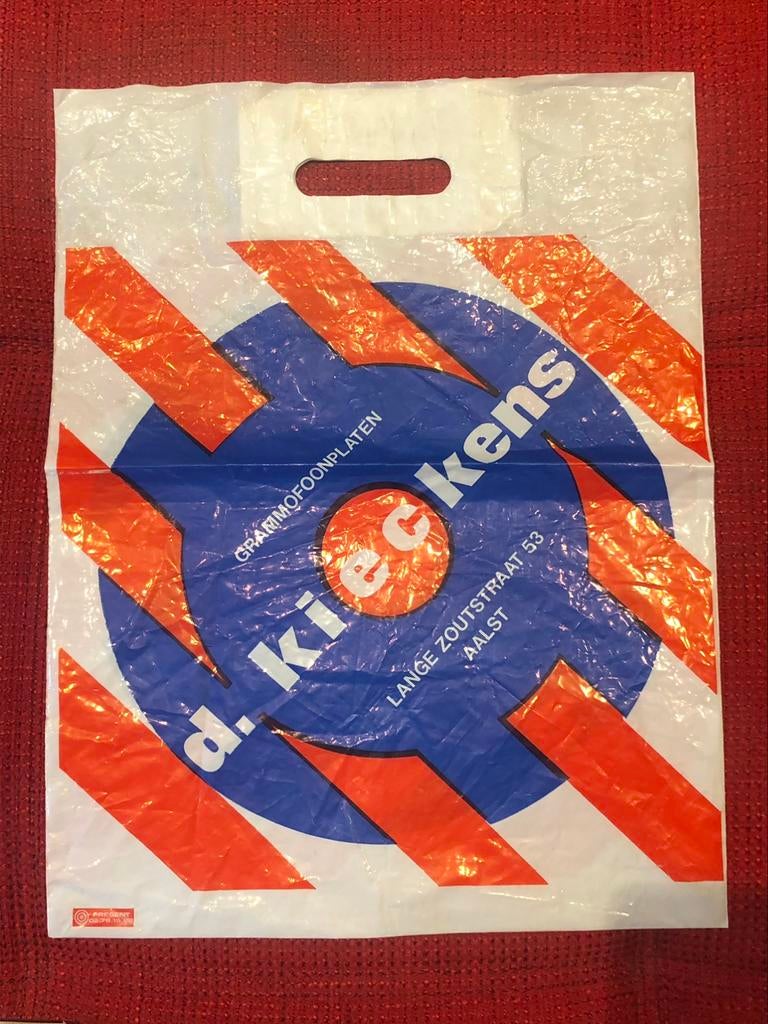 GRAMMOFOONPLATEN
d. kieckens
LANGE ZOUTSTRAAT 53
AALST